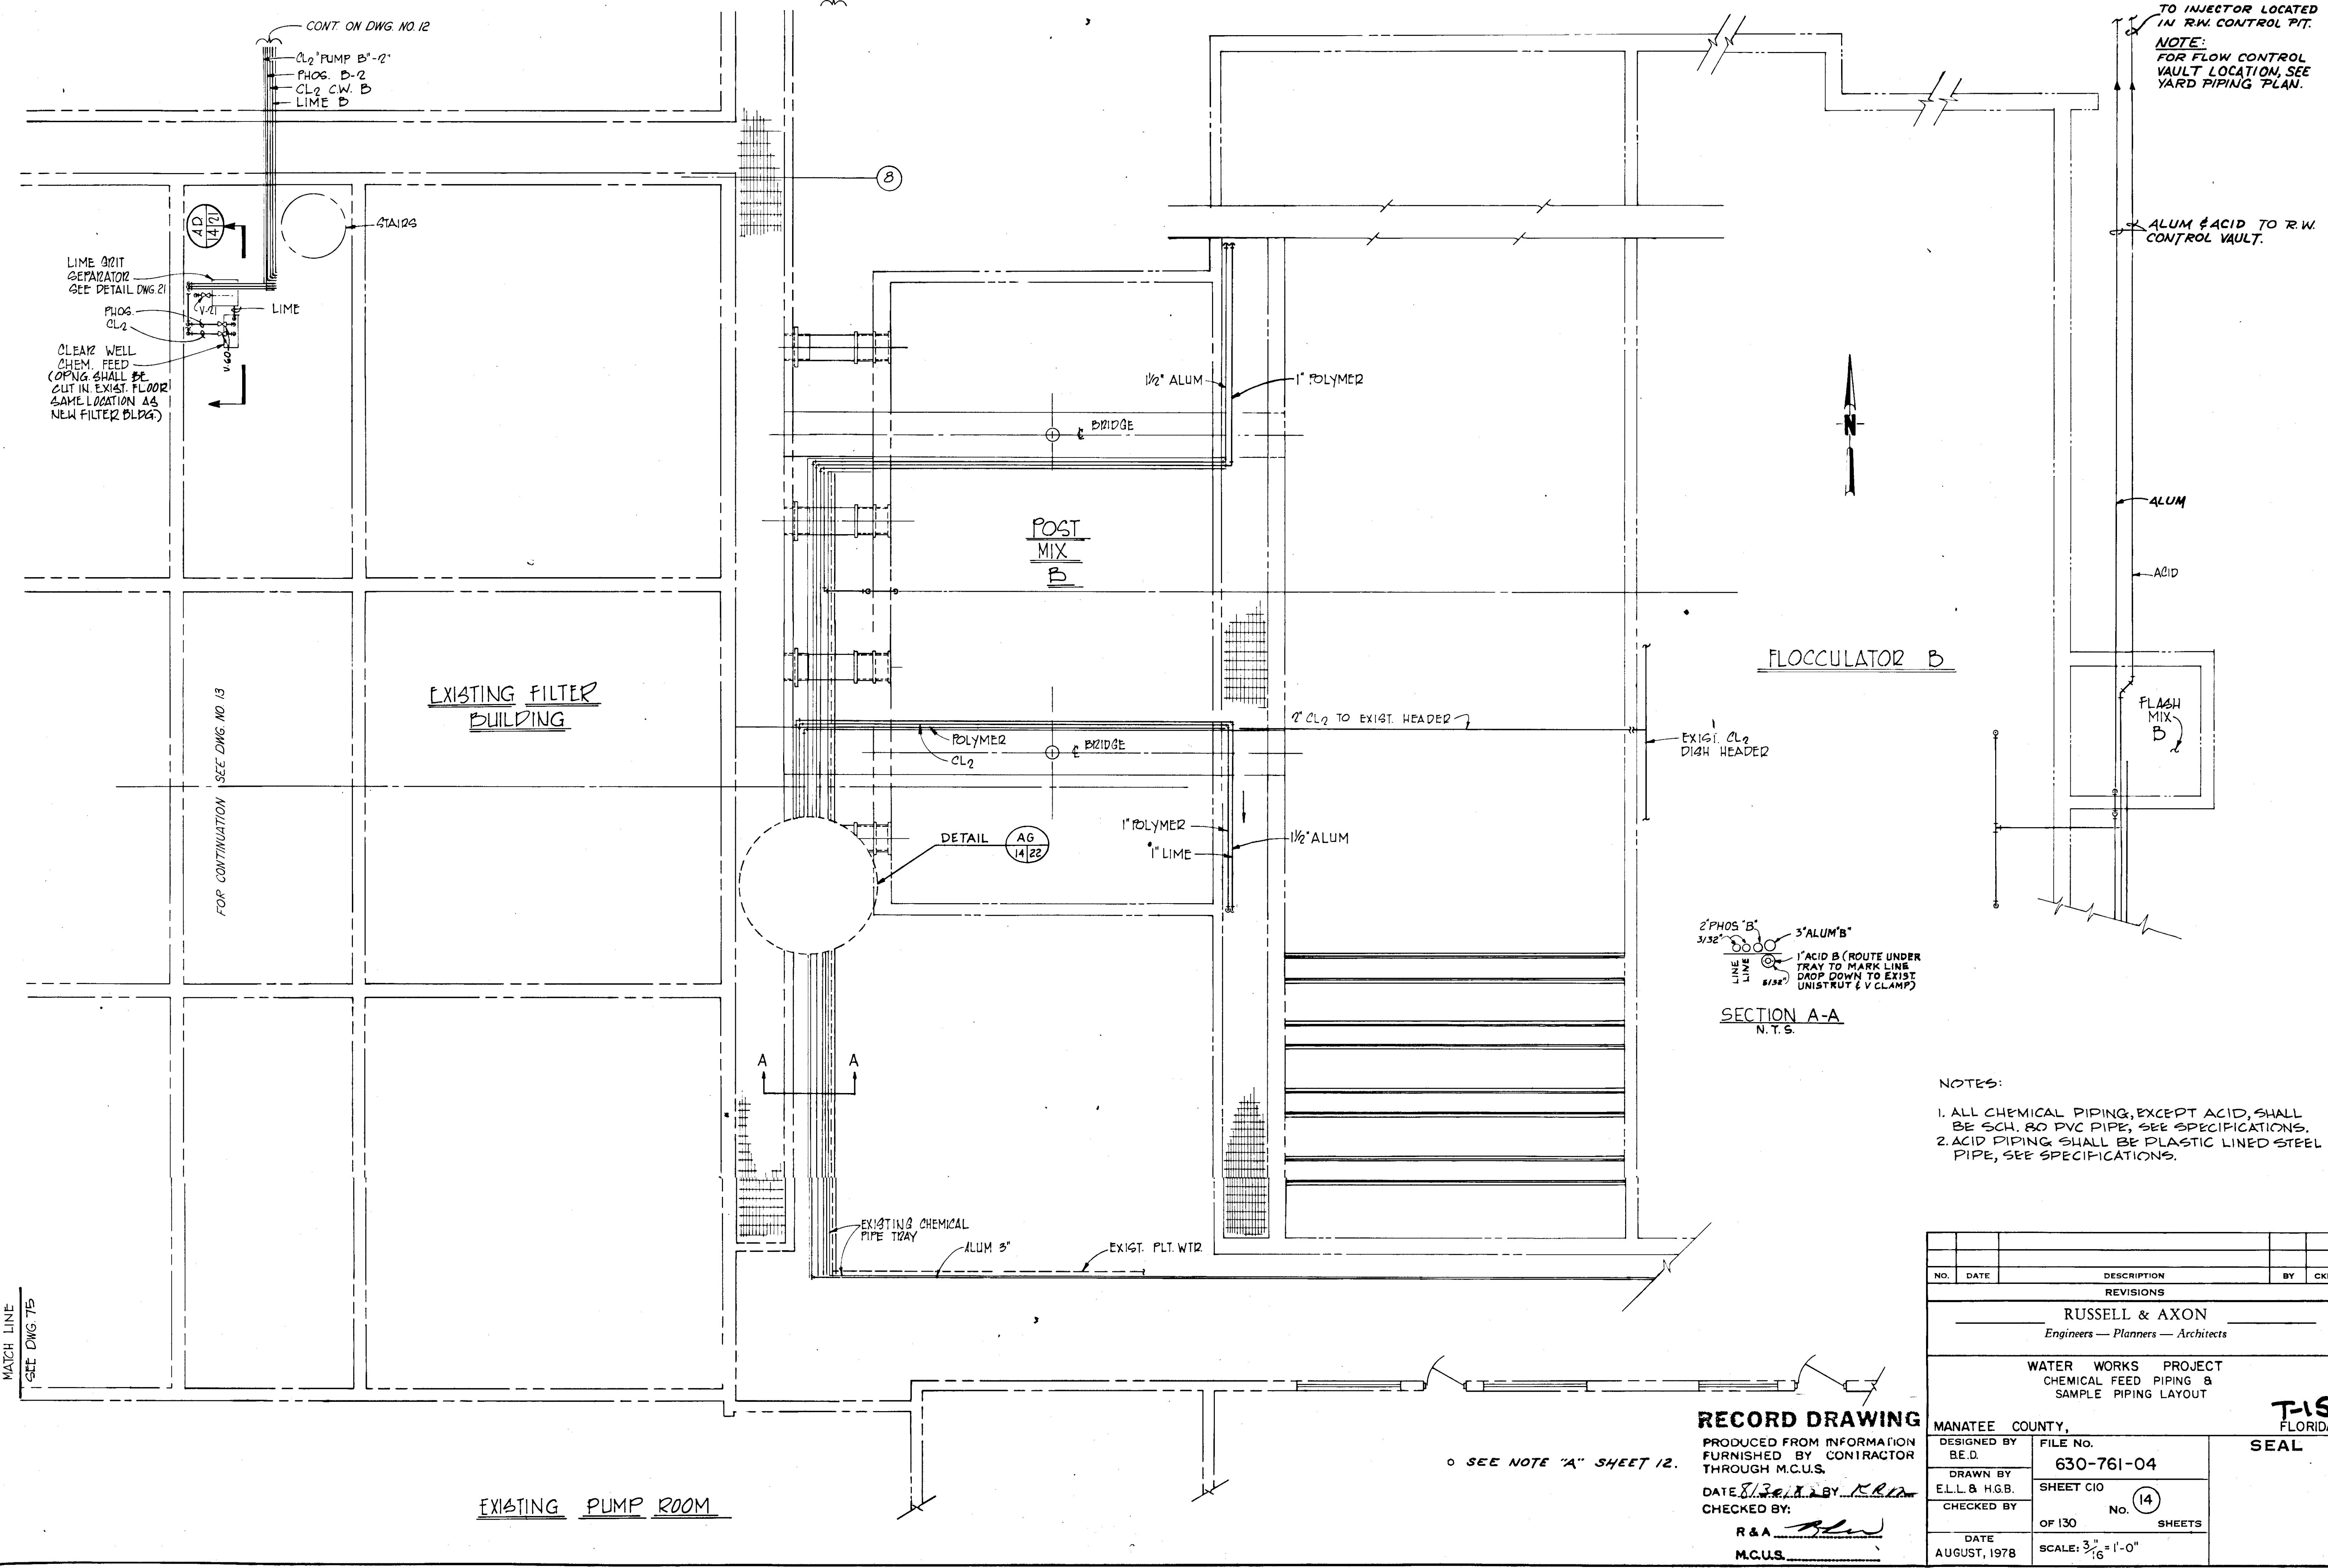 CONT. ON DWG. NO. 12
CL2 "PUMP B"-2"
PHOS. B-2
CL2 C.W. B
LIME B
8
AD
14 21
STAIRS
LIME GRIT
SEPARATOR
SEE DETAIL DWG. 21
PHOS.
CL2
V-21
LIME
CLEAR WELL
CHEM. FEED
(OPNG. SHALL BE
CUT IN EXIST. FLOOR
SAME LOCATION AS
NEW FILTER BLDG.)
V-60
TO INJECTOR LOCATED
IN R.W. CONTROL PIT.
NOTE:
FOR FLOW CONTROL
VAULT LOCATION, SEE
YARD PIPING PLAN.
ALUM & ACID TO R.W.
CONTROL VAULT.
1½" ALUM
1" POLYMER
BRIDGE
N
POST
MIX
B
ALUM
ACID
FLOCCULATOR B
FLASH
MIX
B
EXISTING FILTER
BUILDING
FOR CONTINUATION SEE DWG. NO 13
2" CL2 TO EXIST. HEADER
POLYMER
CL2
BRIDGE
EXIST. CL2
DISH HEADER
DETAIL
AG
14 22
1" POLYMER
1" LIME
1½" ALUM
2" PHOS "B"
3/32"
3" ALUM "B"
LINE
LINE
5/32"
1" ACID B (ROUTE UNDER
TRAY TO MARK LINE
DROP DOWN TO EXIST.
UNISTRUT & V CLAMP)
SECTION A-A
N.T.S.
A A
NOTES:
1. ALL CHEMICAL PIPING, EXCEPT ACID, SHALL
BE SCH. 80 PVC PIPE, SEE SPECIFICATIONS.
2. ACID PIPING SHALL BE PLASTIC LINED STEEL
PIPE, SEE SPECIFICATIONS.
EXISTING CHEMICAL
PIPE TRAY
ALUM 3"
EXIST. PLT. WTR
MATCH LINE
SEE DWG. 75
EXISTING PUMP ROOM
SEE NOTE "A" SHEET 12.
RECORD DRAWING
PRODUCED FROM INFORMATION
FURNISHED BY CONTRACTOR
THROUGH M.C.U.S.
DATE 8/30/82 BY
CHECKED BY:
R & A
M.C.U.S.
NO. DATE DESCRIPTION BY
REVISIONS
RUSSELL & AXON
Engineers — Planners — Architects
WATER WORKS PROJECT
CHEMICAL FEED PIPING &
SAMPLE PIPING LAYOUT
MANATEE COUNTY,
DESIGNED BY
B.E.D.
DRAWN BY
E.L.L. & H.G.B.
CHECKED BY
DATE
AUGUST, 1978
FILE No.
630-761-04
SHEET C10
No. 14
OF 130 SHEETS
SCALE: 3/16" = 1'-0"
SEAL